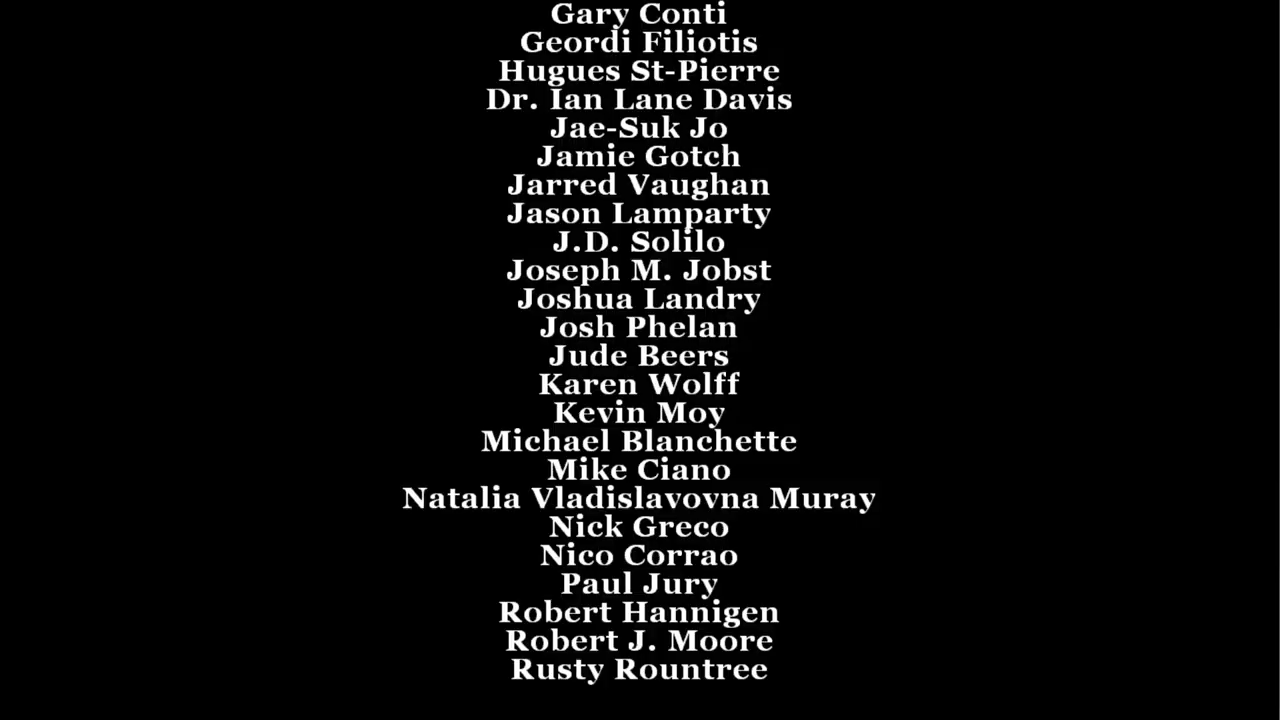 Gary Conti
Geordi Filiotis
Hugues St-Pierre
Dr. Ian Lane Davis
Jae-Suk Jo
Jamie Gotch
Jarred Vaughan
Jason Lamparty
J.D. Solilo
Joseph M. Jobst
Joshua Landry
Josh Phelan
Jude Beers
Karen Wolff
Kevin Moy
Michael Blanchette
Mike Ciano
Natalia Vladislavovna Muray
Nick Greco
Nico Corrao
Paul Jury
Robert Hannigen
Robert J. Moore
Rusty Rountree